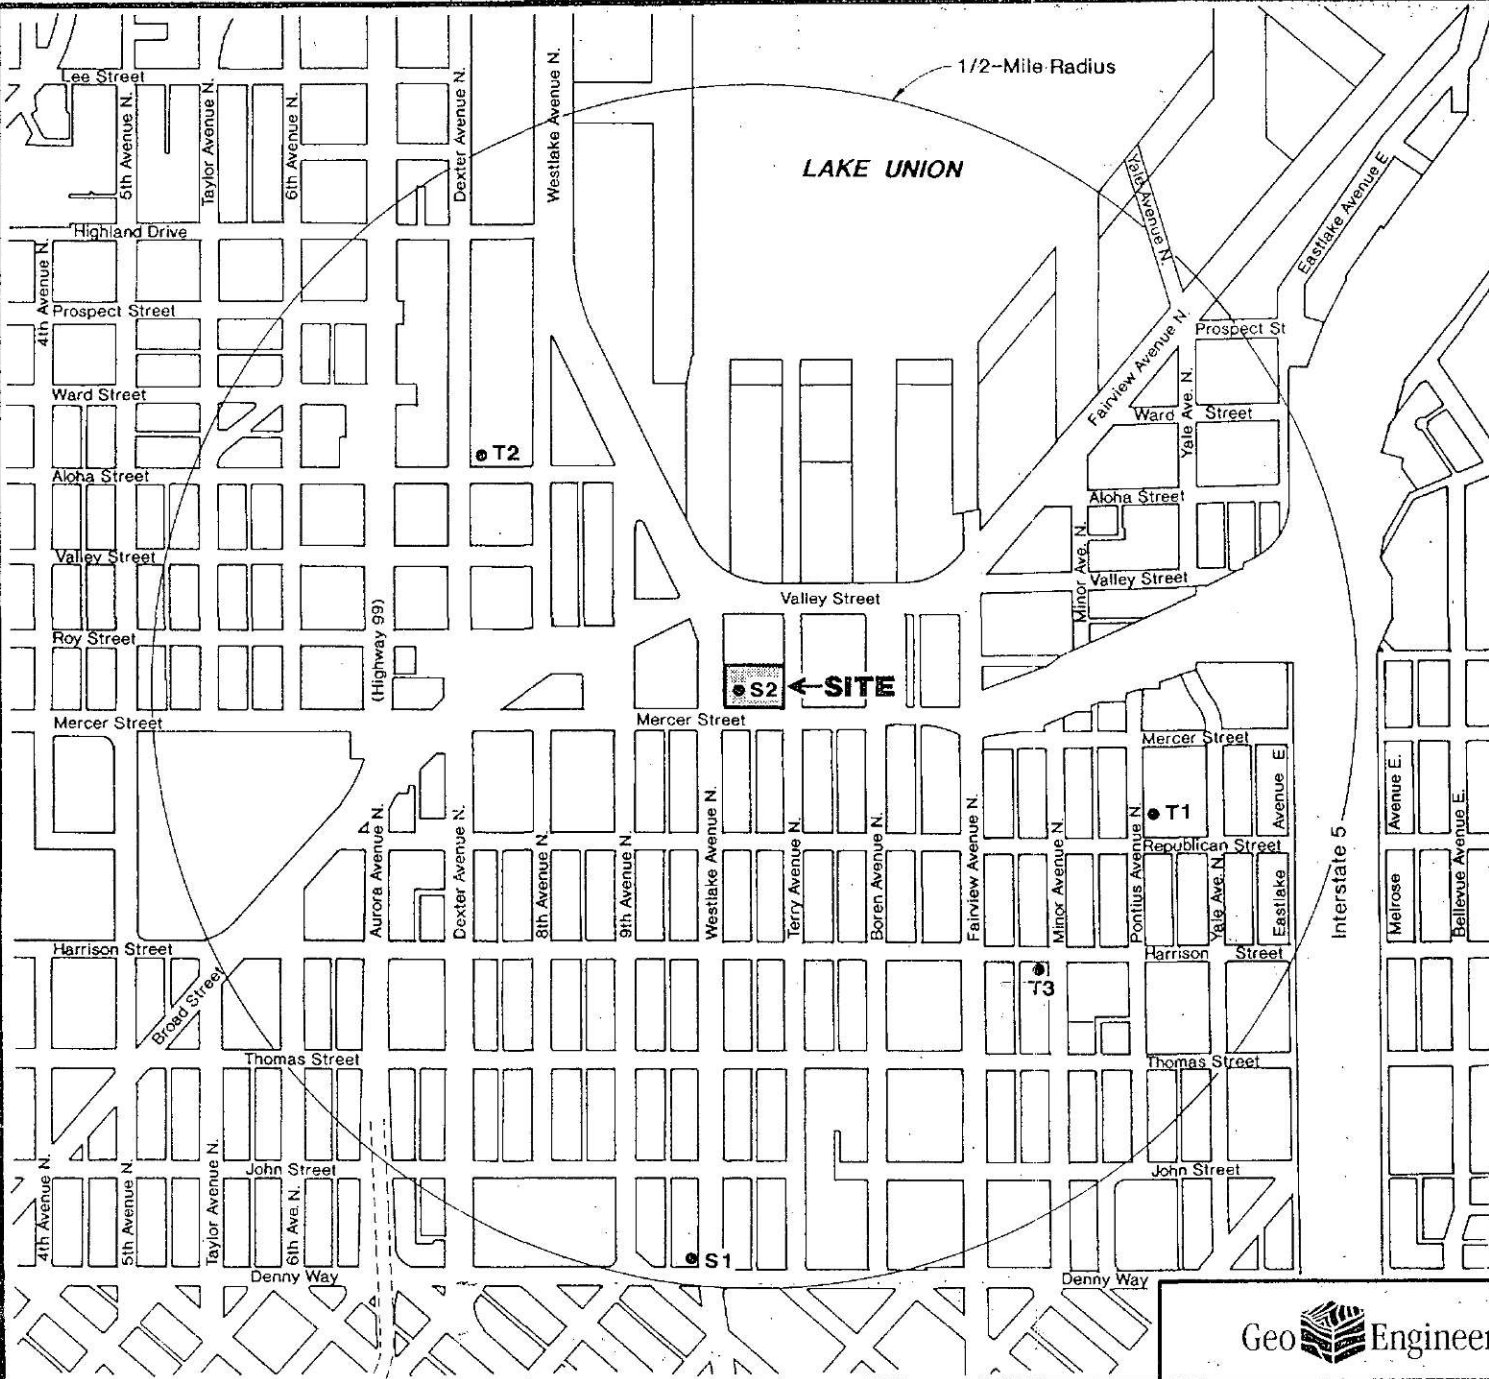 1/2-Mile Radius
LAKE UNION
Lee Street
5th Avenue N.
Taylor Avenue N.
6th Avenue N.
Dexter Avenue N.
Westlake Avenue N.
Yale Avenue N.
Eastlake Avenue E
Highland Drive
4th Avenue N.
Prospect Street
Prospect St
Fairview Avenue N.
Ward Street
Ward Street
Yale Ave. N.
T2
Aloha Street
Aloha Street
Minor Ave. N.
Valley Street
Valley Street
Valley Street
Roy Street
(Highway 99)
S2
SITE
Mercer Street
Mercer Street
Mercer Street
Aurora Avenue N.
Dexter Avenue N.
8th Avenue N.
9th Avenue N.
Westlake Avenue N.
Terry Avenue N.
Boren Avenue N.
Fairview Avenue N.
Minor Avenue N.
Pontius Avenue N.
T1
Republican Street
Yale Ave. N.
Eastlake Avenue E
Interstate 5
Melrose Avenue E.
Bellevue Avenue E.
Harrison Street
Harrison Street
Broad Street
T3
Thomas Street
Thomas Street
John Street
John Street
4th Avenue N.
5th Avenue N.
Taylor Avenue N.
6th Ave. N.
S1
Denny Way
Denny Way
Geo Engineer